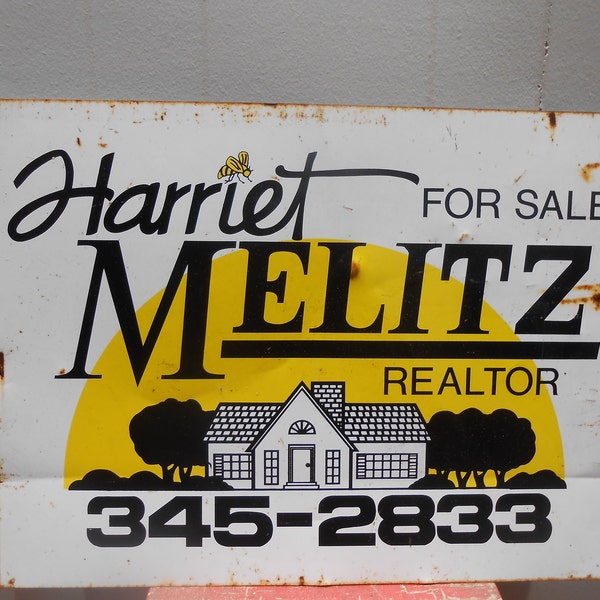 Harriet
FOR SALE
MELITZ
REALTOR
345-2833